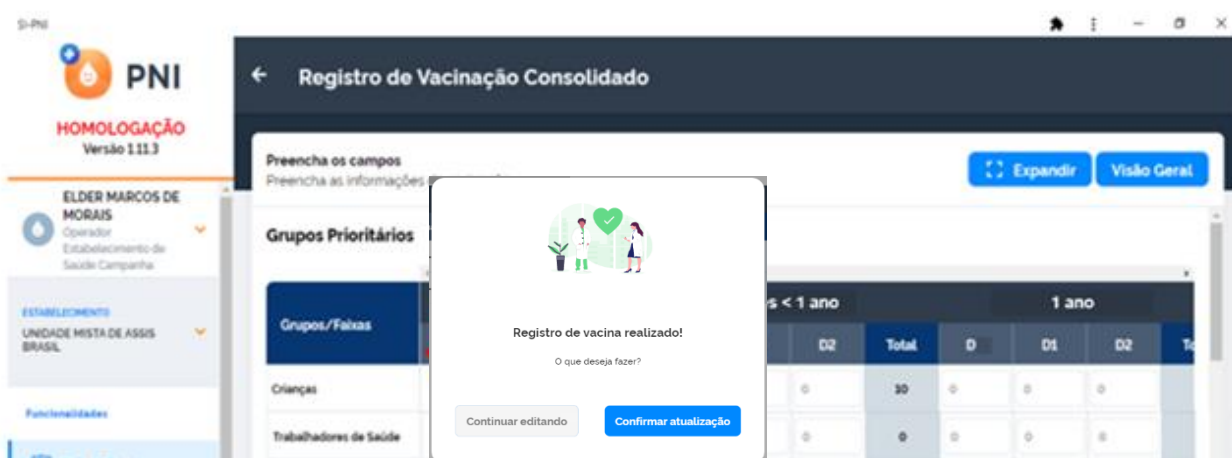 SI-PNI
PNI
HOMOLOGAÇÃO
Versão 1.11.3
ELDER MARCOS DE
MORAIS
Operador
Estabelecimento de
Saúde Campanha
ESTABELECIMENTO
UNIDADE MISTA DE ASSIS
BRASIL
Funcionalidades
Registro de Vacinação Consolidado
Preencha os campos
Preencha as informações
Expandir
Visão Geral
Grupos Prioritários
Grupos/Faixas
< 1 ano
1 ano
D2
Total
D
D1
D2
Crianças
0
10
0
0
0
Trabalhadores de Saúde
0
0
0
0
0
Registro de vacina realizado!
O que deseja fazer?
Continuar editando
Confirmar atualização